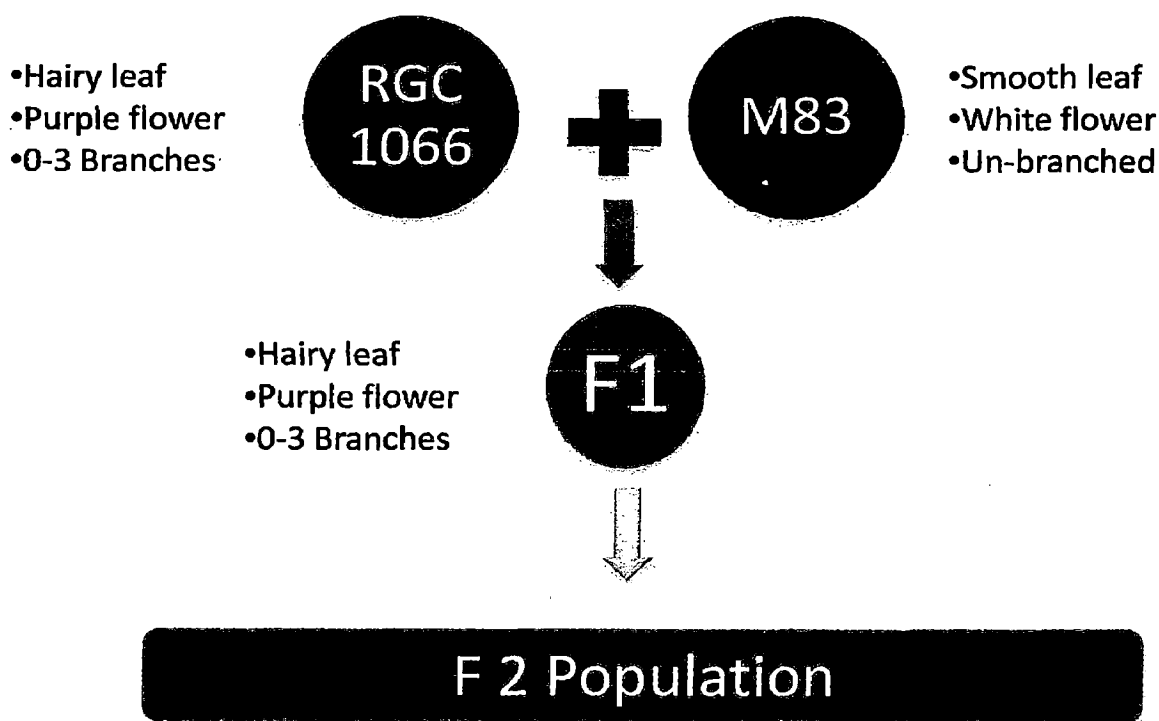 •Hairy leaf
•Purple flower
•0-3 Branches
RGC
1066
M83
•Smooth leaf
•White flower
•Un-branched
•Hairy leaf
•Purple flower
•0-3 Branches
F1
F 2 Population